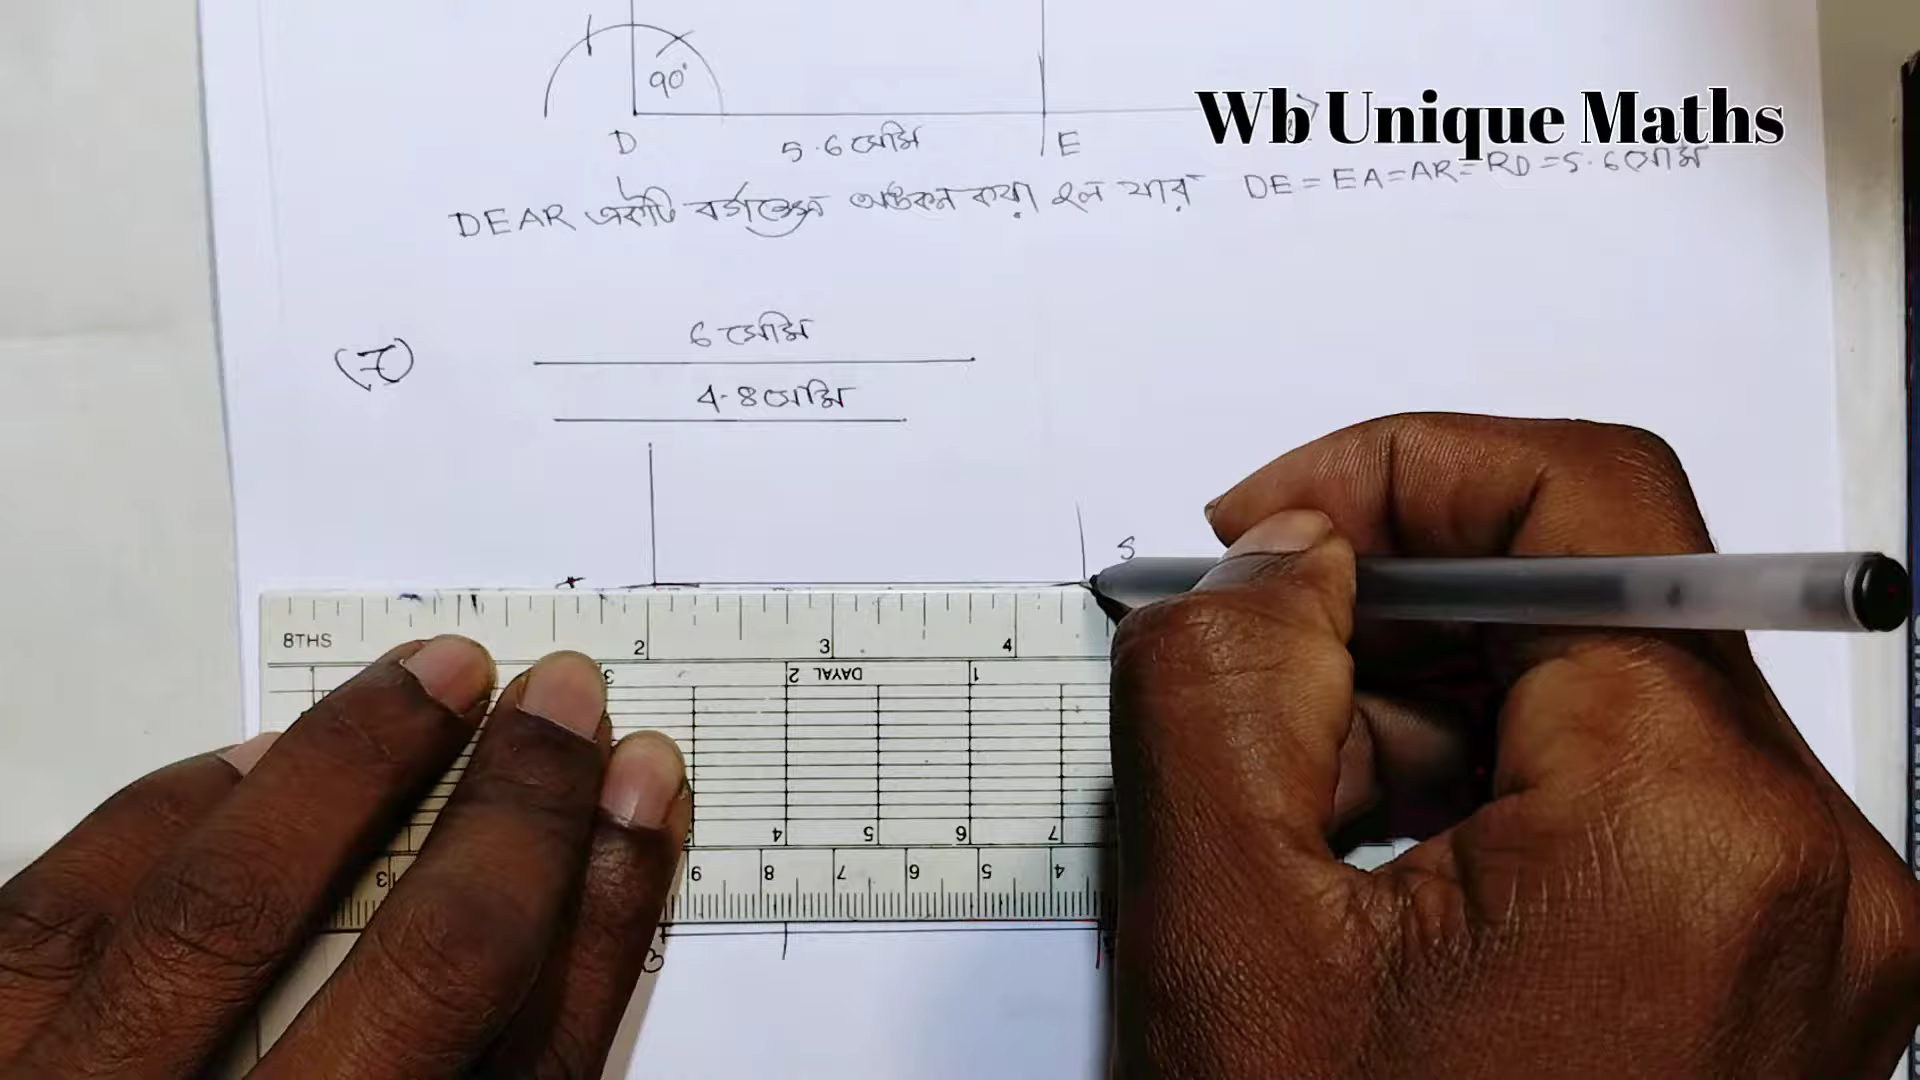 Wb Unique Maths
90°
D
5.6 সেমি
E
DEAR একটি বর্গক্ষেত্র অঙ্কন করা হল যার DE = EA = AR = RD = 5.6 সেমি
6 সেমি
4.8 সেমি
S
8THS
2
3
4
3
2
DAYAL
1
4
5
6
7
3
9
8
7
6
5
4